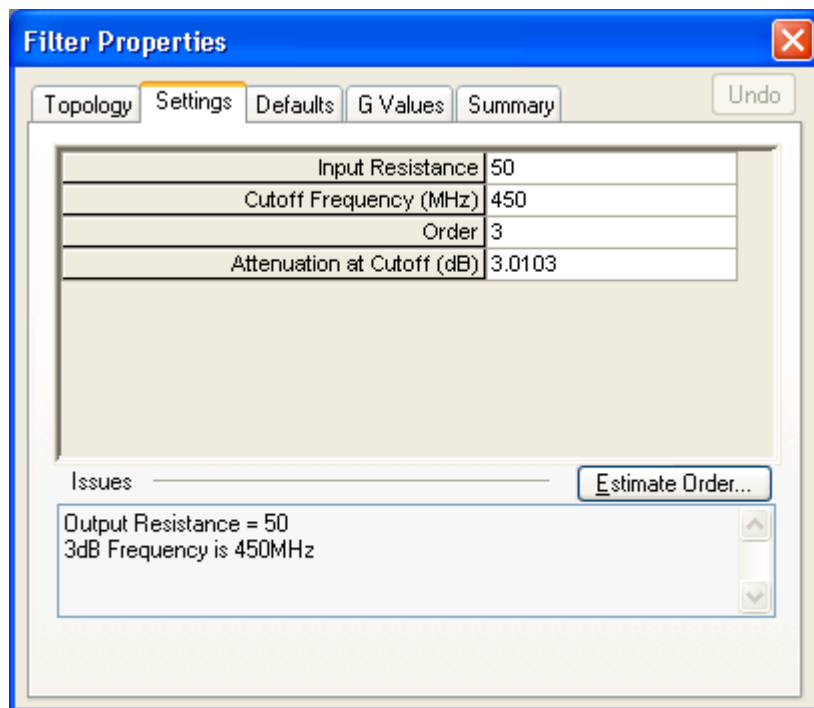 Filter Properties
Undo
Topology Settings Defaults G Values Summary
Input Resistance 50
Cutoff Frequency (MHz) 450
Order 3
Attenuation at Cutoff (dB) 3.0103
Issues Estimate Order...
Output Resistance = 50
3dB Frequency is 450MHz